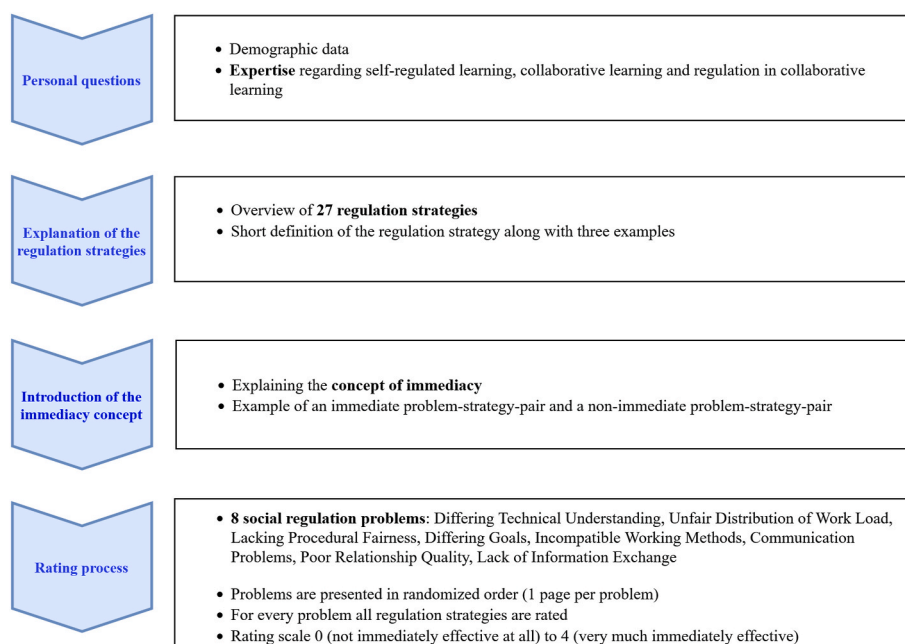 Personal questions
• Demographic data
• Expertise regarding self-regulated learning, collaborative learning and regulation in collaborative
learning
Explanation of the
regulation strategies
• Overview of 27 regulation strategies
• Short definition of the regulation strategy along with three examples
Introduction of the
immediacy concept
• Explaining the concept of immediacy
• Example of an immediate problem-strategy-pair and a non-immediate problem-strategy-pair
Rating process
• 8 social regulation problems: Differing Technical Understanding, Unfair Distribution of Work Load,
Lacking Procedural Fairness, Differing Goals, Incompatible Working Methods, Communication
Problems, Poor Relationship Quality, Lack of Information Exchange
• Problems are presented in randomized order (1 page per problem)
• For every problem all regulation strategies are rated
• Rating scale 0 (not immediately effective at all) to 4 (very much immediately effective)